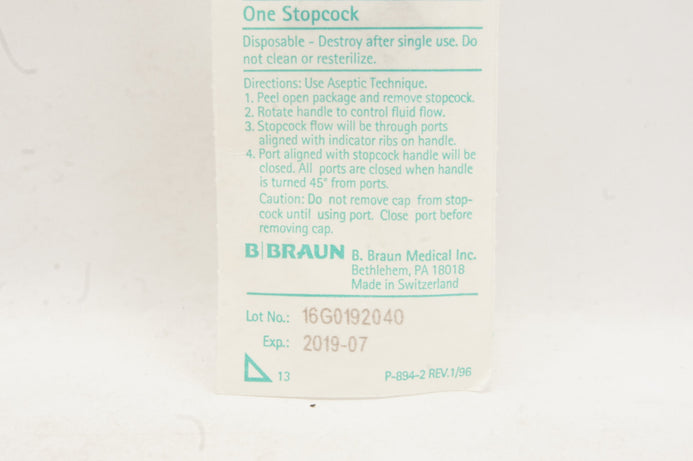 One Stopcock
Disposable - Destroy after single use. Do
not clean or resterilize.
Directions: Use Aseptic Technique.
1. Peel open package and remove stopcock.
2. Rotate handle to control fluid flow.
3. Stopcock flow will be through ports
aligned with indicator ribs on handle.
4. Port aligned with stopcock handle will be
closed. All ports are closed when handle
is turned 45° from ports.
Caution: Do not remove cap from stop-
cock until using port. Close port before
removing cap.
B|BRAUN B. Braun Medical Inc.
Bethlehem, PA 18018
Made in Switzerland
Lot No.: 16G0192040
Exp.: 2019-07
13 P-894-2 REV.1/96